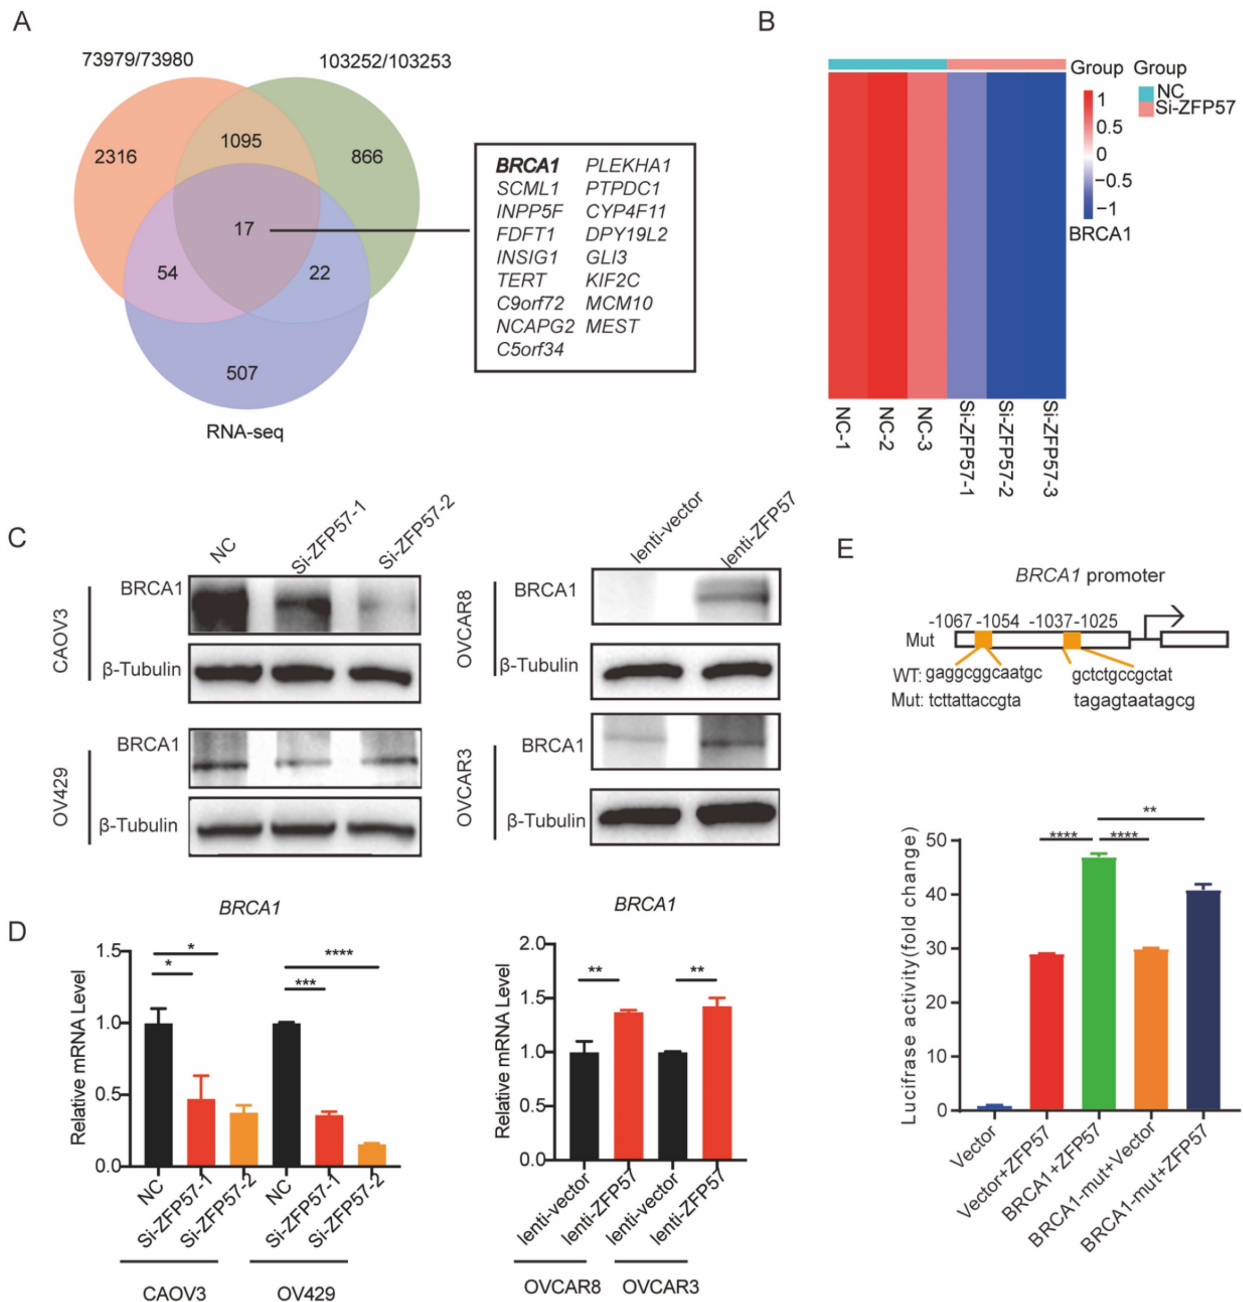 A
73979/73980
103252/103253
2316
1095
866
17
54
22
507
RNA-seq
BRCA1 PLEKHA1
SCML1 PTPDC1
INPP5F CYP4F11
FDFT1 DPY19L2
INSIG1 GLI3
TERT KIF2C
C9orf72 MCM10
NCAPG2 MEST
C5orf34
B
Group
1
0.5
0
−0.5
−1
BRCA1
Group
NC
Si-ZFP57
NC-1
NC-2
NC-3
Si-ZFP57-1
Si-ZFP57-2
Si-ZFP57-3
C
NC
Si-ZFP57-1
Si-ZFP57-2
CAOV3
BRCA1
β-Tubulin
OV429
BRCA1
β-Tubulin
lenti-vector
lenti-ZFP57
OVCAR8
BRCA1
β-Tubulin
OVCAR3
BRCA1
β-Tubulin
D
BRCA1
Relative mRNA Level
1.5
1.0
0.5
0.0
*
*
***
****
NC
Si-ZFP57-1
Si-ZFP57-2
NC
Si-ZFP57-1
Si-ZFP57-2
CAOV3
OV429
BRCA1
Relative mRNA Level
2.0
1.5
1.0
0.5
0.0
**
**
lenti-vector
lenti-ZFP57
lenti-vector
lenti-ZFP57
OVCAR8
OVCAR3
E
BRCA1 promoter
-1067 -1054 -1037-1025
Mut
WT: gaggcggcaatgc gctctgccgctat
Mut: tcttattaccgta tagagtaatagcg
Lucifrase activity(fold change)
50
40
30
20
10
0
**
****
****
Vector
Vector+ZFP57
BRCA1+ZFP57
BRCA1-mut+Vector
BRCA1-mut+ZFP57